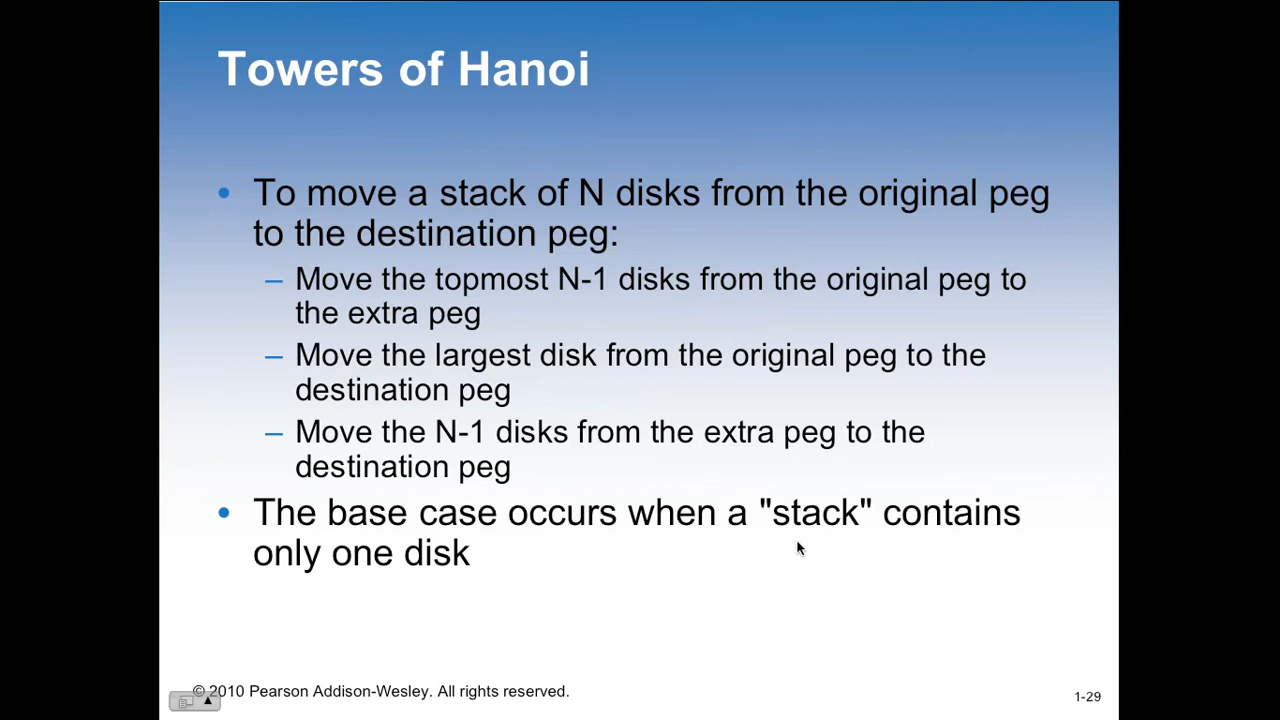 Towers of Hanoi
• To move a stack of N disks from the original peg
to the destination peg:
– Move the topmost N-1 disks from the original peg to
the extra peg
– Move the largest disk from the original peg to the
destination peg
– Move the N-1 disks from the extra peg to the
destination peg
• The base case occurs when a "stack" contains
only one disk
© 2010 Pearson Addison-Wesley. All rights reserved.
1-29